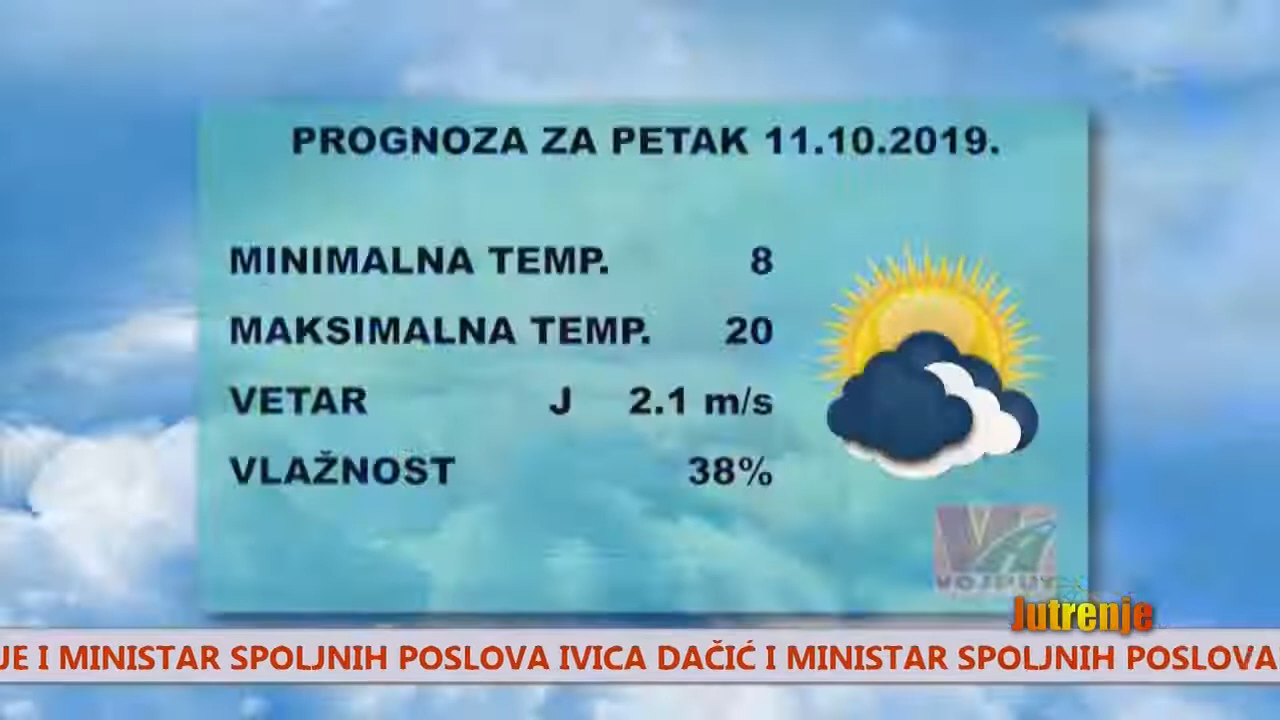 PROGNOZA ZA PETAK 11.10.2019.
MINIMALNA TEMP. 8
MAKSIMALNA TEMP. 20
VETAR J 2.1 m/s
VLAŽNOST 38%
VOJPUT
Jutrenje
JE I MINISTAR SPOLJNIH POSLOVA IVICA DAČIĆ I MINISTAR SPOLJNIH POSLOVA